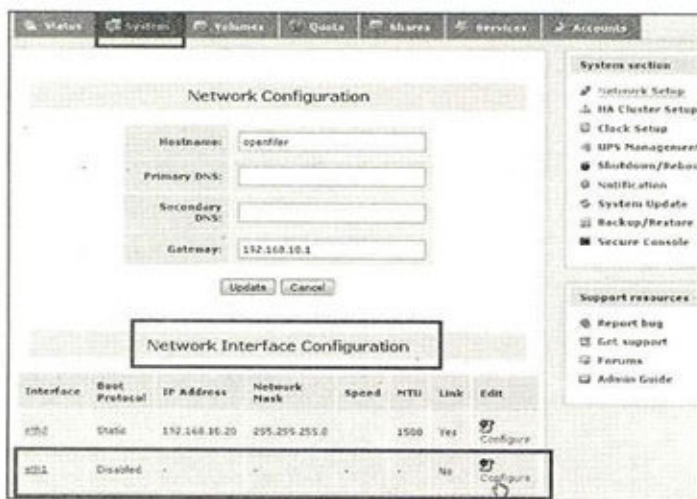 Status System Volumes Quota Shares Services Accounts
Network Configuration
Hostname: openfiler
Primary DNS:
Secondary DNS:
Gateway: 192.168.10.1
Update Cancel
Network Interface Configuration
Interface Boot Protocol IP Address Network Mask Speed MTU Link Edit
Static 192.168.10.20 255.255.255.0 1500 Yes Configure
eth1 Disabled - - - - No Configure
System section
Network Setup
HA Cluster Setup
Clock Setup
UPS Management
Shutdown/Reboo
Notification
System Update
Backup/Restore
Secure Console
Support resources
Report bug
Get support
Forums
Admin Guide